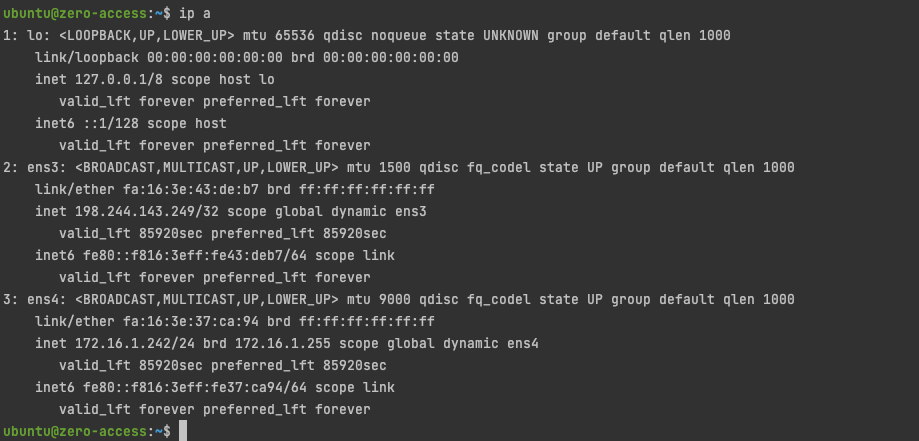 ubuntu@zero-access:~$ ip a
1: lo: <LOOPBACK,UP,LOWER_UP> mtu 65536 qdisc noqueue state UNKNOWN group default qlen 1000
    link/loopback 00:00:00:00:00:00 brd 00:00:00:00:00:00
    inet 127.0.0.1/8 scope host lo
       valid_lft forever preferred_lft forever
    inet6 ::1/128 scope host
       valid_lft forever preferred_lft forever
2: ens3: <BROADCAST,MULTICAST,UP,LOWER_UP> mtu 1500 qdisc fq_codel state UP group default qlen 1000
    link/ether fa:16:3e:43:de:b7 brd ff:ff:ff:ff:ff:ff
    inet 198.244.143.249/32 scope global dynamic ens3
       valid_lft 85920sec preferred_lft 85920sec
    inet6 fe80::f816:3eff:fe43:deb7/64 scope link
       valid_lft forever preferred_lft forever
3: ens4: <BROADCAST,MULTICAST,UP,LOWER_UP> mtu 9000 qdisc fq_codel state UP group default qlen 1000
    link/ether fa:16:3e:37:ca:94 brd ff:ff:ff:ff:ff:ff
    inet 172.16.1.242/24 brd 172.16.1.255 scope global dynamic ens4
       valid_lft 85920sec preferred_lft 85920sec
    inet6 fe80::f816:3eff:fe37:ca94/64 scope link
       valid_lft forever preferred_lft forever
ubuntu@zero-access:~$